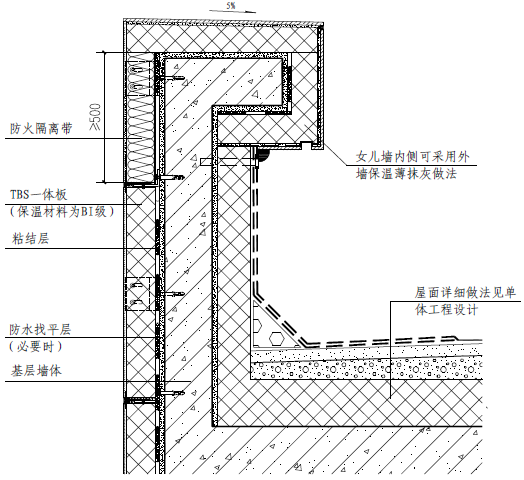 5%
≥500
防火隔离带
女儿墙内侧可采用外
墙保温薄抹灰做法
TBS一体板
(保温材料为BI级)
粘结层
屋面详细做法见单
体工程设计
防水找平层
(必要时)
基层墙体